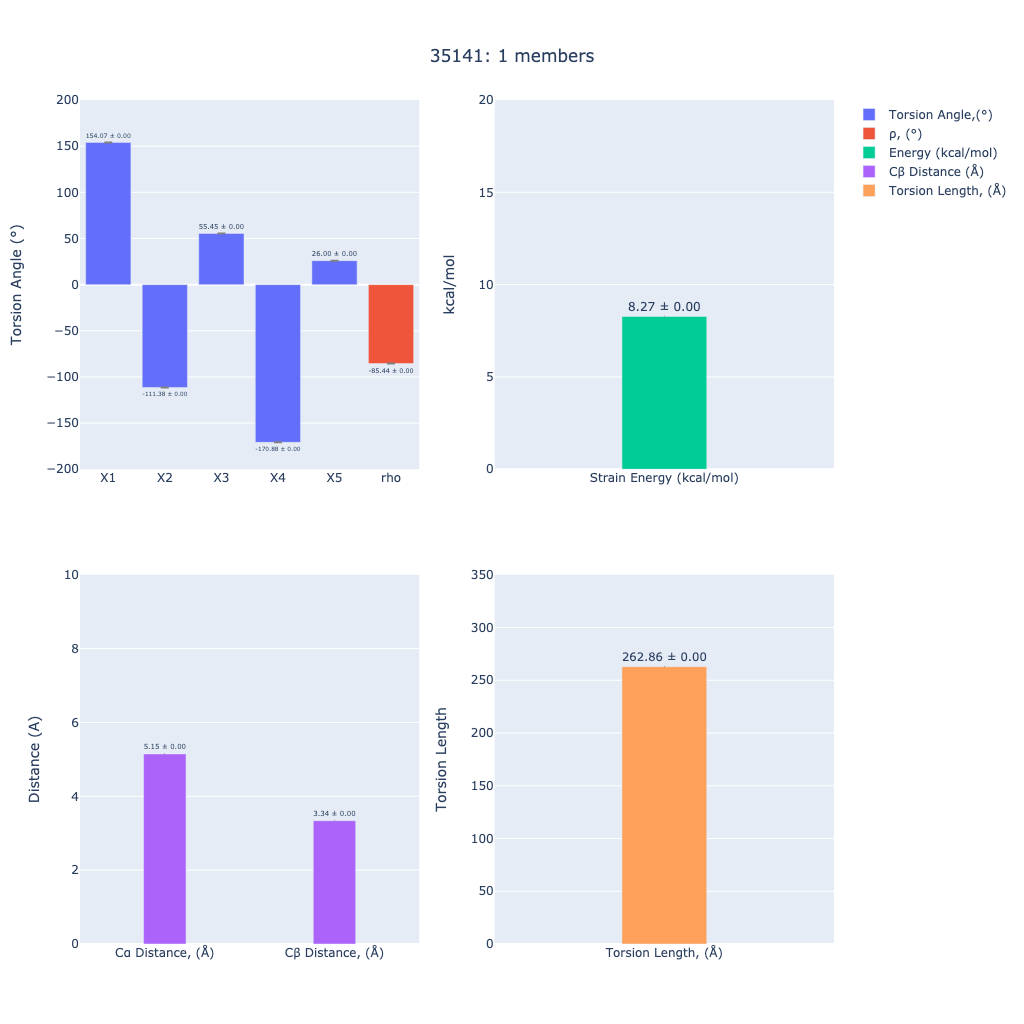 35141: 1 members
Torsion Angle (°)
200
150
100
50
0
−50
−100
−150
−200
154.07 ± 0.00
-111.38 ± 0.00
55.45 ± 0.00
-170.88 ± 0.00
26.00 ± 0.00
-85.44 ± 0.00
X1 X2 X3 X4 X5 rho
kcal/mol
20
15
10
5
0
8.27 ± 0.00
Strain Energy (kcal/mol)
Torsion Angle,(°)
ρ, (°)
Energy (kcal/mol)
Cβ Distance (Å)
Torsion Length, (Å)
Distance (A)
10
8
6
4
2
0
5.15 ± 0.00
3.34 ± 0.00
Cα Distance, (Å) Cβ Distance, (Å)
Torsion Length
350
300
250
200
150
100
50
0
262.86 ± 0.00
Torsion Length, (Å)